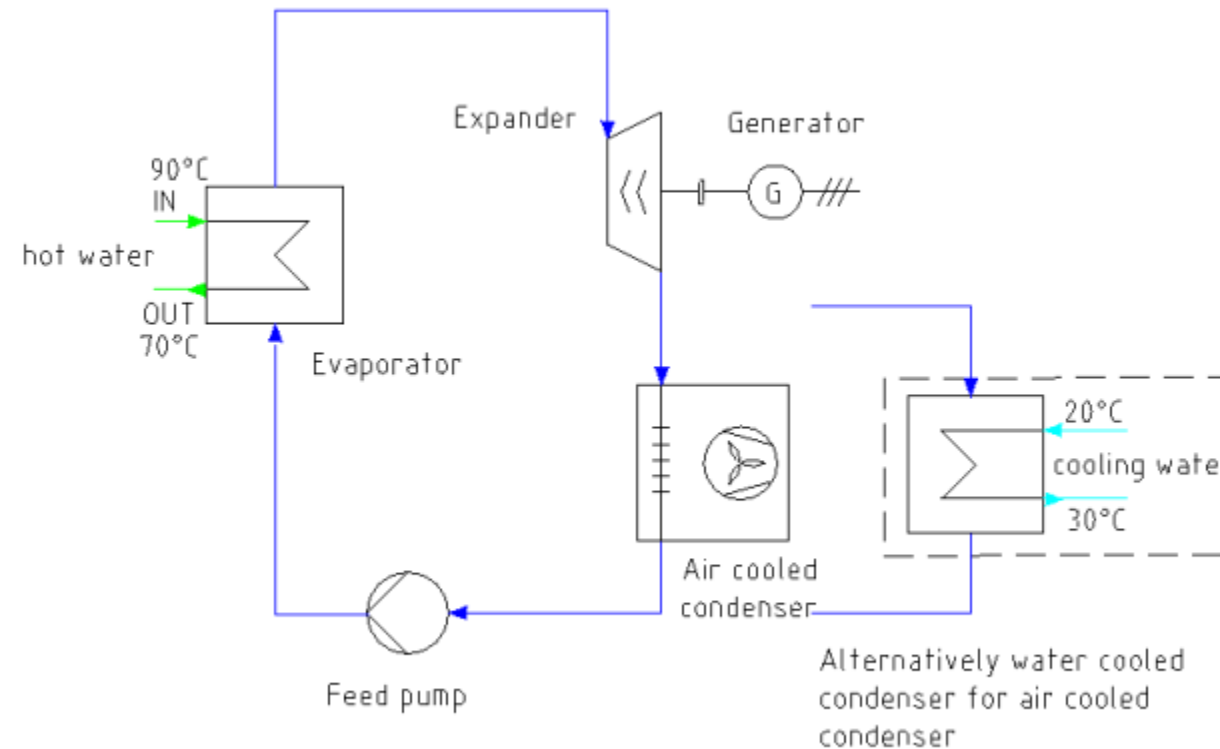 Expander
Generator
90°C
IN
G
hot water
OUT
70°C
Evaporator
20°C
cooling wate
30°C
Air cooled
condenser
Feed pump
Alternatively water cooled
condenser for air cooled
condenser